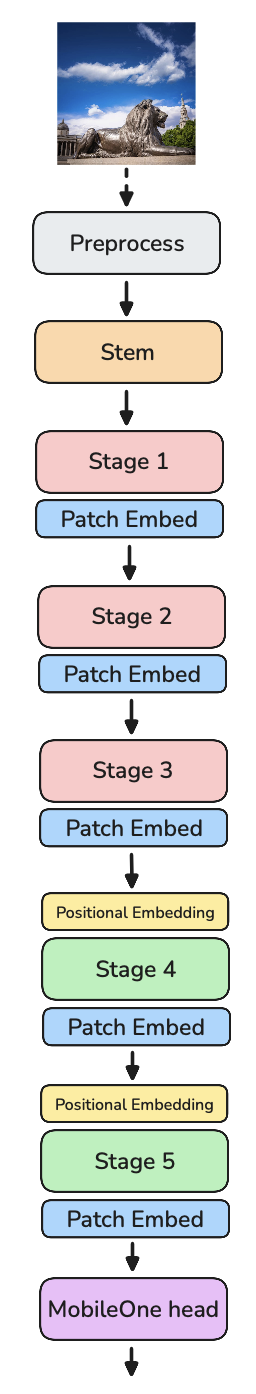 Preprocess
Stem
Stage 1
Patch Embed
Stage 2
Patch Embed
Stage 3
Patch Embed
Positional Embedding
Stage 4
Patch Embed
Positional Embedding
Stage 5
Patch Embed
MobileOne head